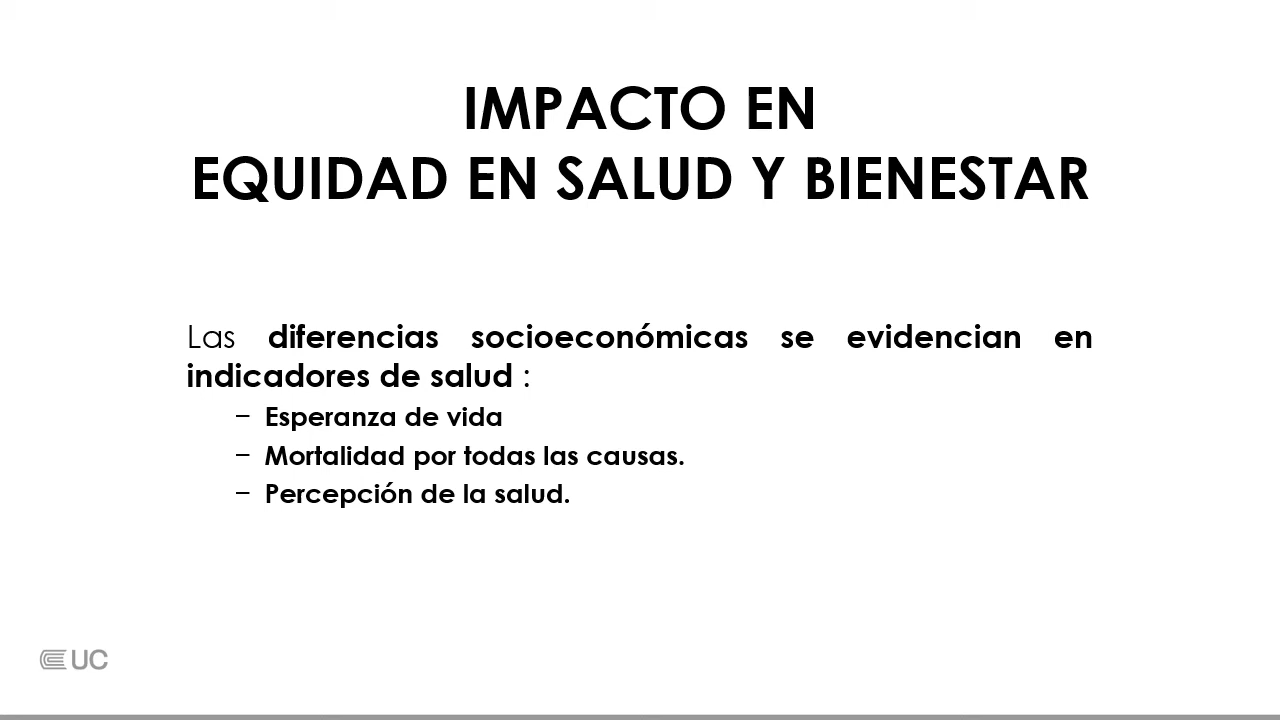 IMPACTO EN
EQUIDAD EN SALUD Y BIENESTAR
Las diferencias socioeconómicas se evidencian en
indicadores de salud :
– Esperanza de vida
– Mortalidad por todas las causas.
– Percepción de la salud.
UC